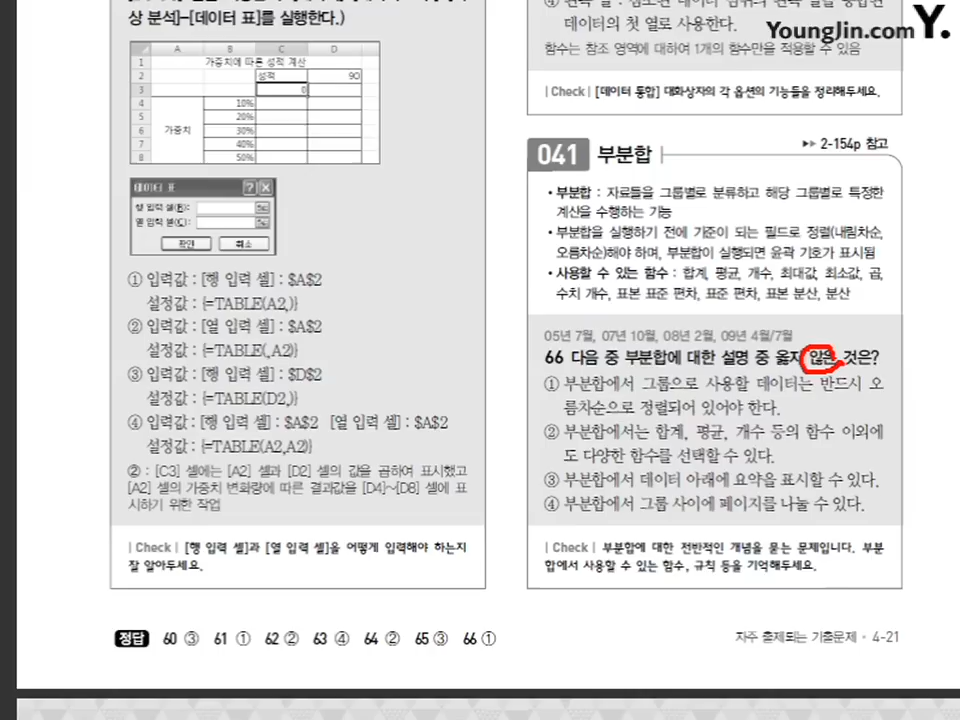 상 분석]-[데이터 표]를 실행한다.)
A B C D
1 가중치에 따른 성적 계산
2 성적 90
3 0
4 10%
5 20%
6 가중치 30%
7 40%
8 50%
데이터 표
행 입력 셀(R):
열 입력 셀(C):
확인 취소
① 입력값 : [행 입력 셀] : $A$2
설정값 : {=TABLE(A2,)}
② 입력값 : [열 입력 셀] : $A$2
설정값 : {=TABLE(,A2)}
③ 입력값 : [행 입력 셀] : $D$2
설정값 : {=TABLE(D2,)}
④ 입력값 : [행 입력 셀] : $A$2 [열 입력 셀] : $A$2
설정값 : {=TABLE(A2,A2)}
② : [C3] 셀에는 [A2] 셀과 [D2] 셀의 값을 곱하여 표시했고
[A2] 셀의 가중치 변화량에 따른 결과값을 [D4]~[D8] 셀에 표
시하기 위한 작업
| Check | [행 입력 셀]과 [열 입력 셀]을 어떻게 입력해야 하는지
잘 알아두세요.
데이터의 첫 열로 사용한다.
함수는 참조 영역에 대하여 1개의 함수만을 적용할 수 있음
YoungJin.com Y.
| Check | [데이터 통합] 대화상자의 각 옵션의 기능들을 정리해두세요.
041 부분합
▶▶ 2-154p 참고
• 부분합 : 자료들을 그룹별로 분류하고 해당 그룹별로 특정한
계산을 수행하는 기능
• 부분합을 실행하기 전에 기준이 되는 필드로 정렬(내림차순,
오름차순)해야 하며, 부분합이 실행되면 윤곽 기호가 표시됨
• 사용할 수 있는 함수 : 합계, 평균, 개수, 최대값, 최소값, 곱,
수치 개수, 표본 표준 편차, 표준 편차, 표본 분산, 분산
05년 7월, 07년 10월, 08년 2월, 09년 4월/7월
66 다음 중 부분합에 대한 설명 중 옳지 않은 것은?
① 부분합에서 그룹으로 사용할 데이터는 반드시 오
름차순으로 정렬되어 있어야 한다.
② 부분합에서는 합계, 평균, 개수 등의 함수 이외에
도 다양한 함수를 선택할 수 있다.
③ 부분합에서 데이터 아래에 요약을 표시할 수 있다.
④ 부분합에서 그룹 사이에 페이지를 나눌 수 있다.
| Check | 부분합에 대한 전반적인 개념을 묻는 문제입니다. 부분
합에서 사용할 수 있는 함수, 규칙 등을 기억해두세요.
정답 60 ③ 61 ① 62 ② 63 ④ 64 ② 65 ③ 66 ①
자주 출제되는 기출문제 • 4-21